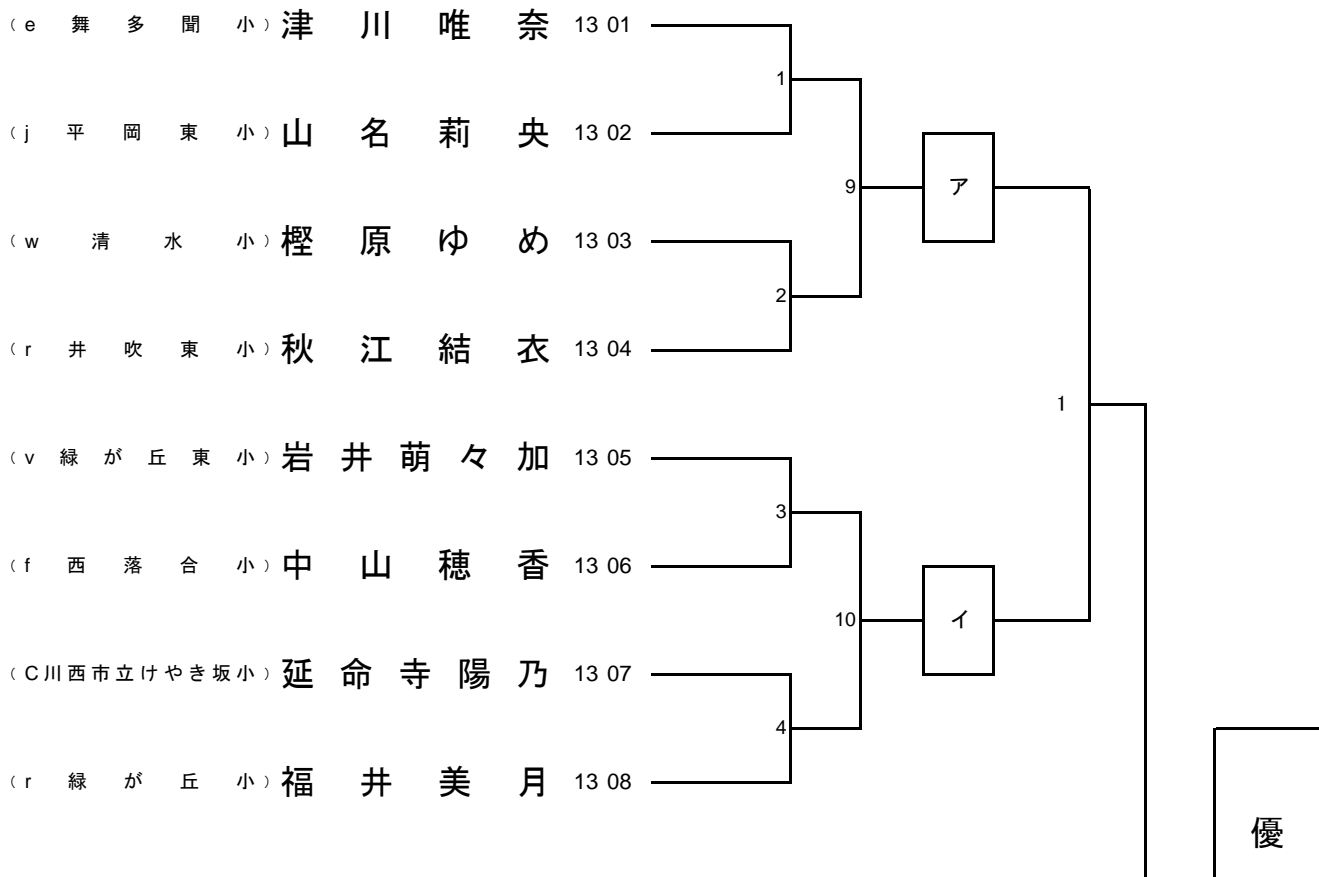 （e 舞多聞小）津川唯奈 13 01
1
（j 平岡東小）山名莉央 13 02
9 ア
（w 清水小）樫原ゆめ 13 03
2
（r 井吹東小）秋江結衣 13 04
1
（v 緑が丘東小）岩井萌々加 13 05
3
（f 西落合小）中山穂香 13 06
10 イ
（C川西市立けやき坂小）延命寺陽乃 13 07
4
（r 緑が丘小）福井美月 13 08
優